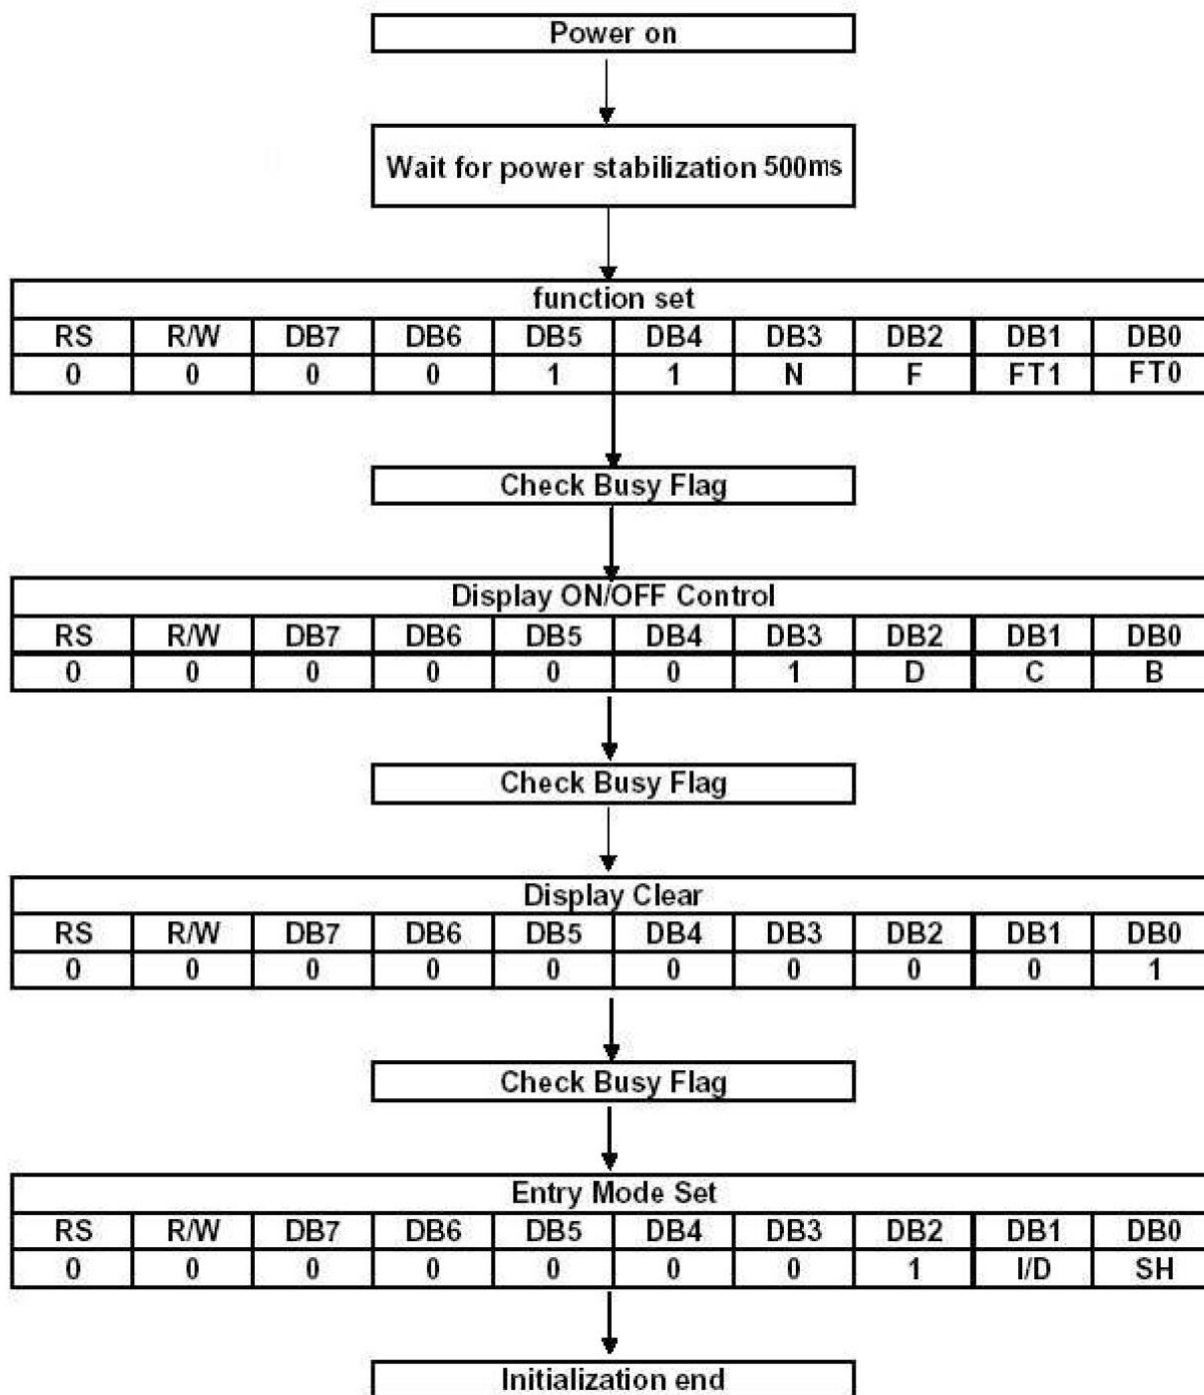 Power on
Wait for power stabilization 500ms
function set
RS R/W DB7 DB6 DB5 DB4 DB3 DB2 DB1 DB0
0 0 0 0 1 1 N F FT1 FT0
Check Busy Flag
Display ON/OFF Control
RS R/W DB7 DB6 DB5 DB4 DB3 DB2 DB1 DB0
0 0 0 0 0 0 1 D C B
Check Busy Flag
Display Clear
RS R/W DB7 DB6 DB5 DB4 DB3 DB2 DB1 DB0
0 0 0 0 0 0 0 0 0 1
Check Busy Flag
Entry Mode Set
RS R/W DB7 DB6 DB5 DB4 DB3 DB2 DB1 DB0
0 0 0 0 0 0 0 1 I/D SH
Initialization end